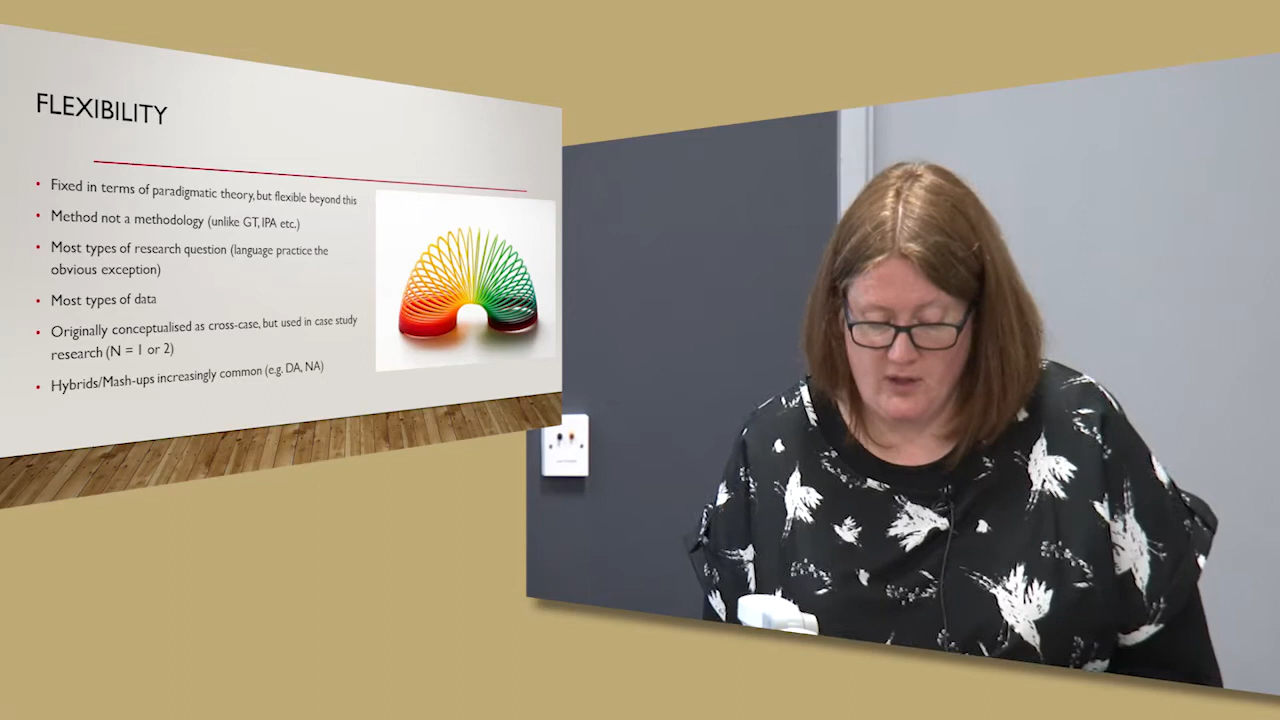 FLEXIBILITY
• Fixed in terms of paradigmatic theory, but flexible beyond this
• Method not a methodology (unlike GT, IPA etc.)
• Most types of research question (language practice the
obvious exception)
• Most types of data
• Originally conceptualised as cross-case, but used in case study
research (N = 1 or 2)
• Hybrids/Mash-ups increasingly common (e.g. DA, NA)